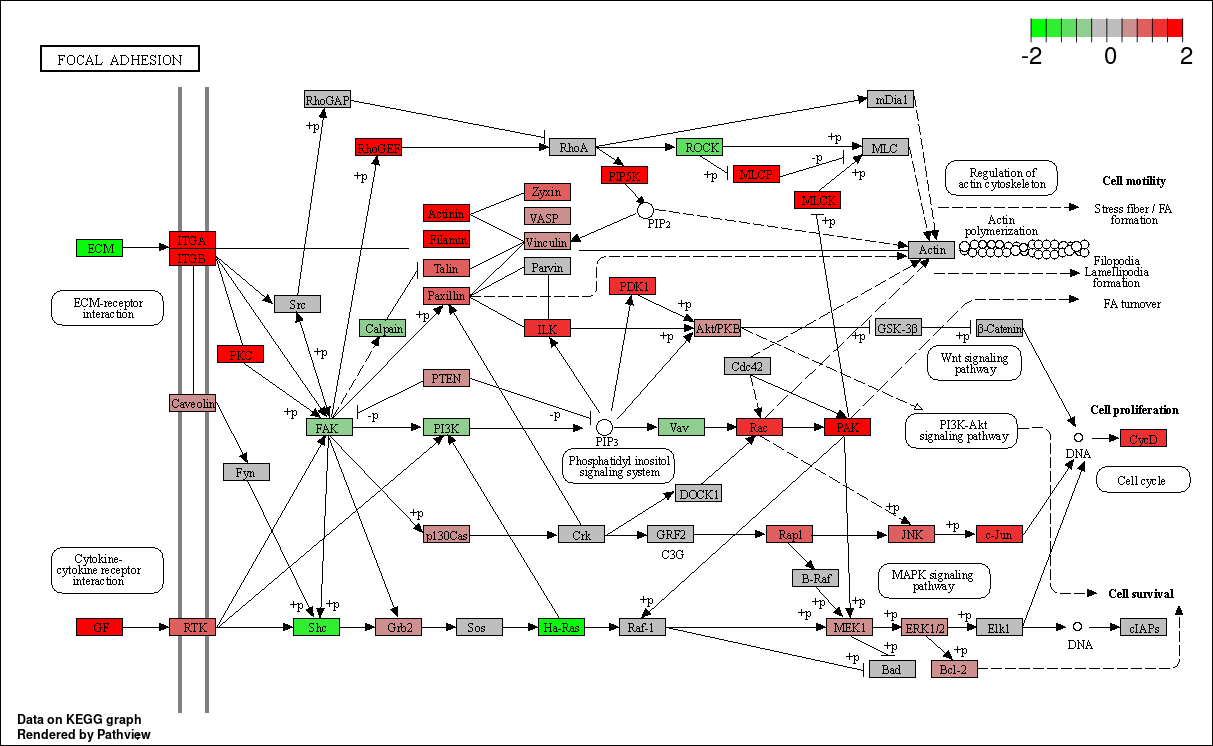 FOCAL ADHESION
-2
0
2
RhoGAP
mDia1
+p
RhoGEF
RhoA
ROCK
+p
MLC
+p
PIP5K
+p
MLCP
-p
+p
MLCK
+p
Regulation of
actin cytoskeleton
Cell motility
Zyxin
Actinin
VASP
PIP2
Stress fiber / FA
formation
Actin
polymerization
ITGA
ECM
ITGB
Filamin
Vinculin
Actin
Talin
Parvin
Filopodia
Lamellipodia
formation
ECM-receptor
interaction
Src
Paxillin
PDK1
+p
FA turnover
+p
Calpain
ILK
+p
Akt/PKB
+p
GSK-3β
+p
β-Catenin
PKC
+p
Cdc42
Wnt signaling
pathway
PTEN
Caveolin
+p
-p
-p
Cell proliferation
FAK
PI3K
PIP3
Vav
Rac
PAK
PI3K-Akt
signaling pathway
CycD
DNA
Fyn
Phosphatidyl inositol
signaling system
Cell cycle
DOCK1
+p
+p
p130Cas
Crk
GRF2
Rap1
JNK
+p
c-Jun
C3G
Cytokine-
cytokine receptor
interaction
B-Raf
MAPK signaling
pathway
Cell survival
+p
+p
+p
+p
+p
+p
+p
+p
GF
RTK
Shc
Grb2
Sos
Ha-Ras
Raf-1
MEK1
ERK1/2
Elk1
cIAPs
DNA
+p
+p
+p
Bad
Bcl-2
Data on KEGG graph
Rendered by Pathview